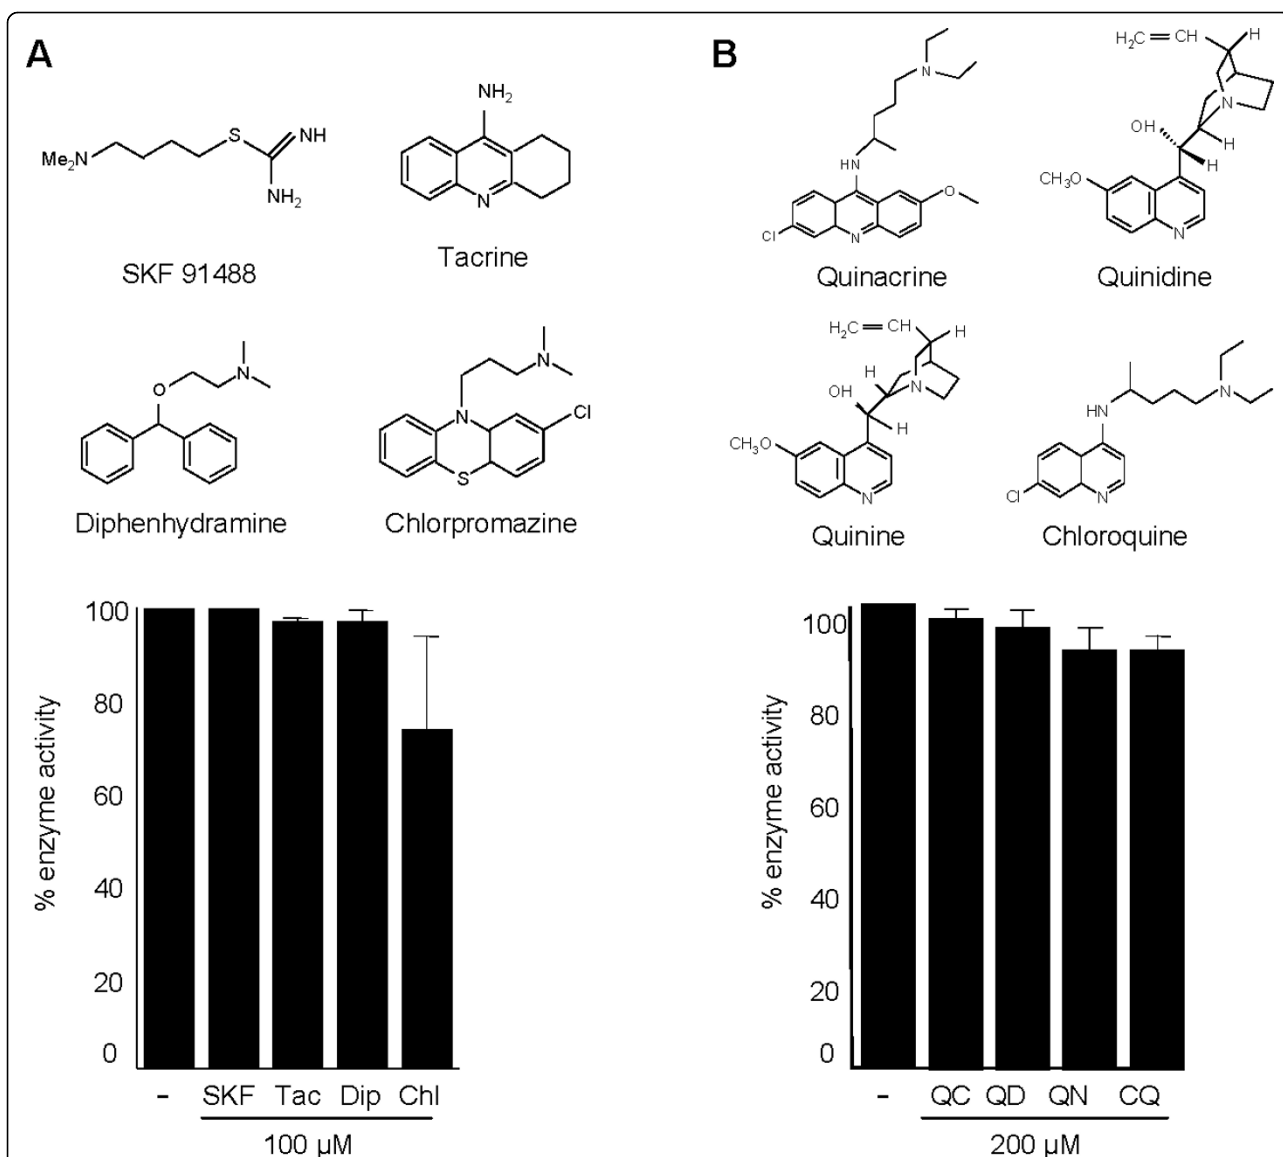 A
B
Me₂N
S
NH
NH₂
SKF 91488
NH₂
N
Tacrine
N
HN
O
Cl
N
Quinacrine
H₂C=CH
H
N
OH
H
H
CH₃O
N
Quinidine
O
N
Diphenhydramine
N
N
Cl
S
Chlorpromazine
H₂C=CH
H
H
N
OH
H
CH₃O
N
Quinine
N
HN
Cl
N
Chloroquine
% enzyme activity
100
80
60
40
20
0
- SKF Tac Dip Chl
100 µM
% enzyme activity
100
80
60
40
20
0
- QC QD QN CQ
200 µM